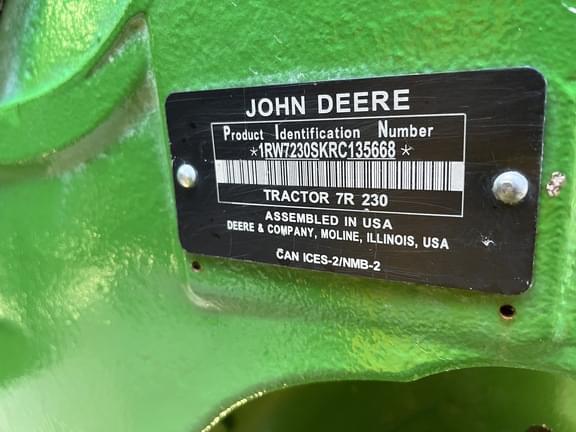 JOHN DEERE
Product Identification Number
*1RW7230SKRC135668*
TRACTOR 7R 230
ASSEMBLED IN USA
DEERE & COMPANY, MOLINE, ILLINOIS, USA
CAN ICES-2/NMB-2